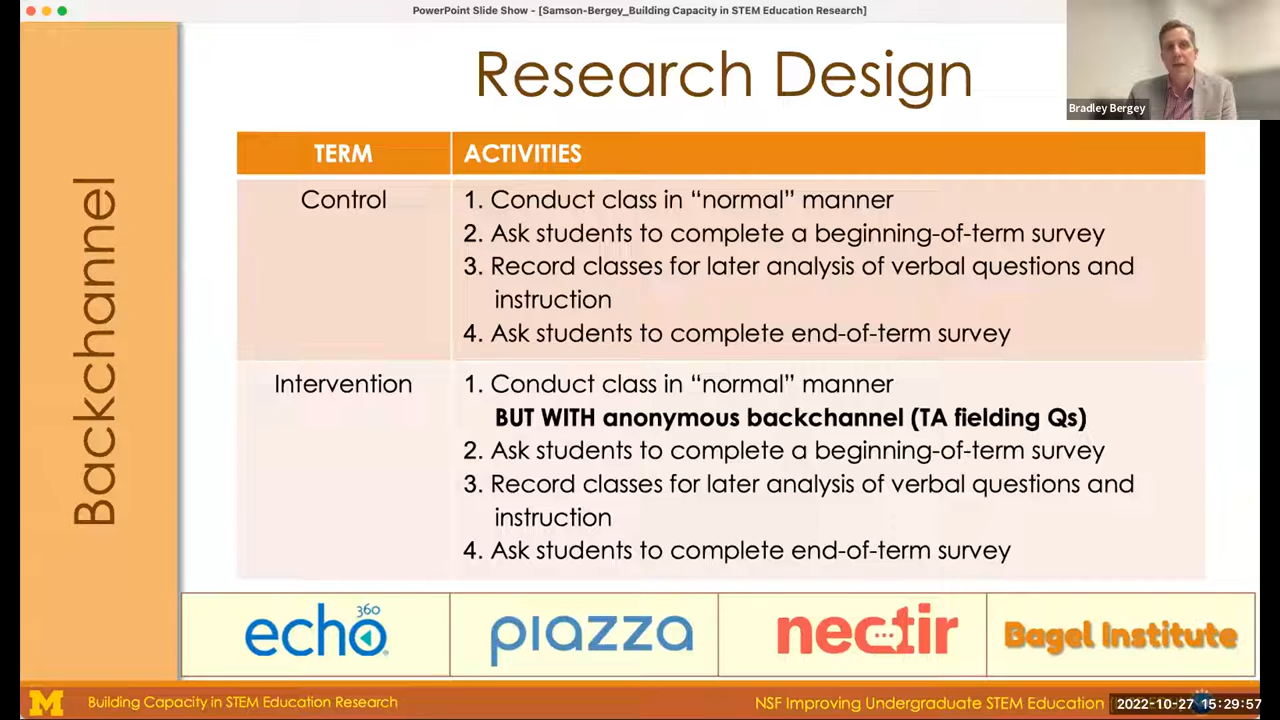 PowerPoint Slide Show - [Samson-Bergey_Building Capacity in STEM Education Research]
Bradley Bergey
Backchannel
Research Design
TERM ACTIVITIES
Control
1. Conduct class in “normal” manner
2. Ask students to complete a beginning-of-term survey
3. Record classes for later analysis of verbal questions and
instruction
4. Ask students to complete end-of-term survey
Intervention
1. Conduct class in “normal” manner
BUT WITH anonymous backchannel (TA fielding Qs)
2. Ask students to complete a beginning-of-term survey
3. Record classes for later analysis of verbal questions and
instruction
4. Ask students to complete end-of-term survey
echo360
piazza
nectir
Bagel Institute
M
Building Capacity in STEM Education Research
NSF Improving Undergraduate STEM Education
2022-10-27 15:29:57